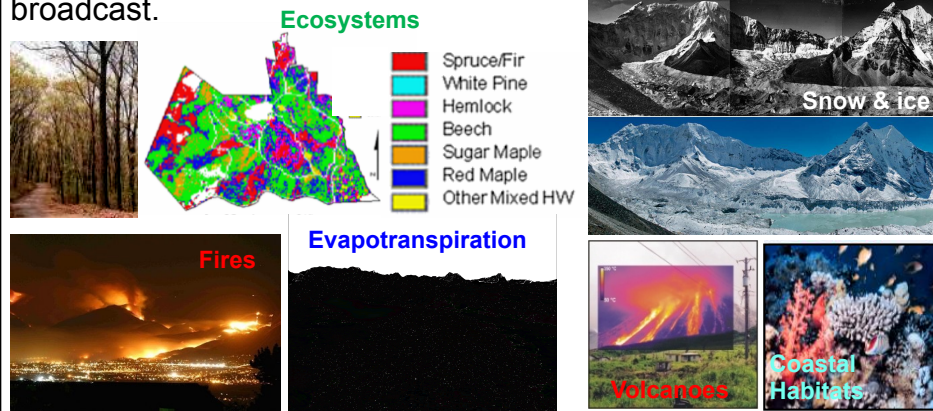 broadcast.
Ecosystems
Spruce/Fir
White Pine
Hemlock
Beech
Sugar Maple
Red Maple
Other Mixed HW
Snow & ice
Fires
Evapotranspiration
Volcanoes
Coastal
Habitats